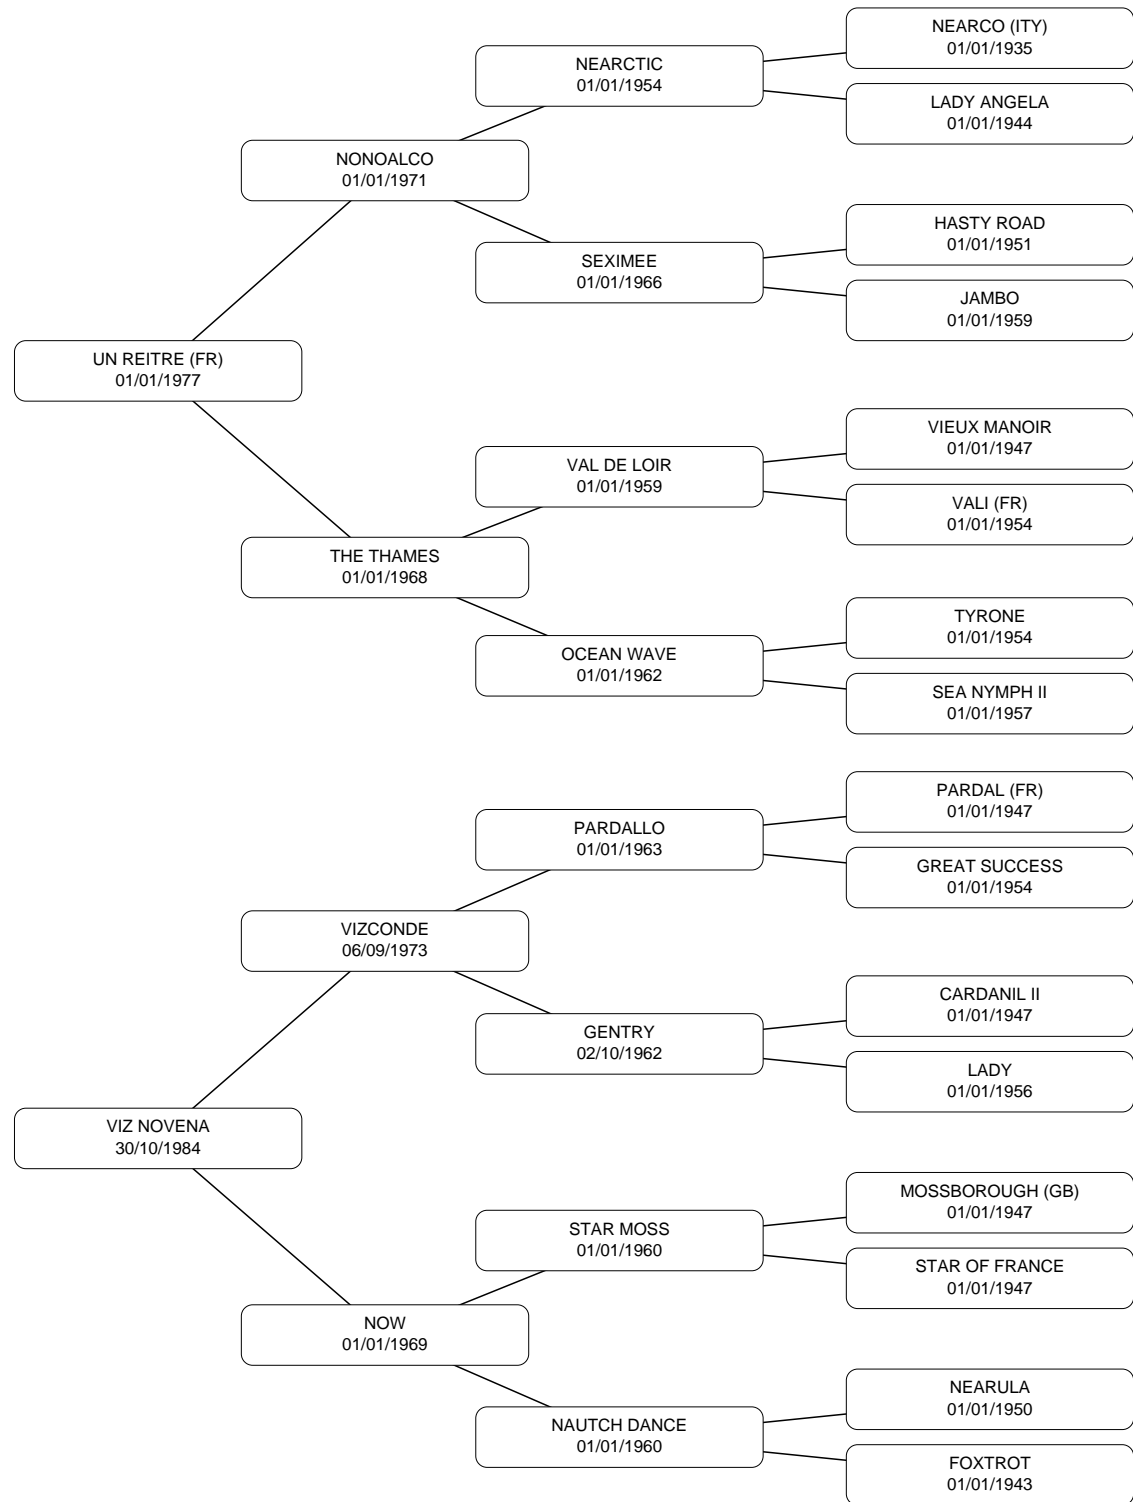 NEARCO (ITY)
01/01/1935
NEARCTIC
01/01/1954
LADY ANGELA
01/01/1944
NONOALCO
01/01/1971
HASTY ROAD
01/01/1951
SEXIMEE
01/01/1966
JAMBO
01/01/1959
UN REITRE (FR)
01/01/1977
VIEUX MANOIR
01/01/1947
VAL DE LOIR
01/01/1959
VALI (FR)
01/01/1954
THE THAMES
01/01/1968
TYRONE
01/01/1954
OCEAN WAVE
01/01/1962
SEA NYMPH II
01/01/1957
PARDAL (FR)
01/01/1947
PARDALLO
01/01/1963
GREAT SUCCESS
01/01/1954
VIZCONDE
06/09/1973
CARDANIL II
01/01/1947
GENTRY
02/10/1962
LADY
01/01/1956
VIZ NOVENA
30/10/1984
MOSSBOROUGH (GB)
01/01/1947
STAR MOSS
01/01/1960
STAR OF FRANCE
01/01/1947
NOW
01/01/1969
NEARULA
01/01/1950
NAUTCH DANCE
01/01/1960
FOXTROT
01/01/1943